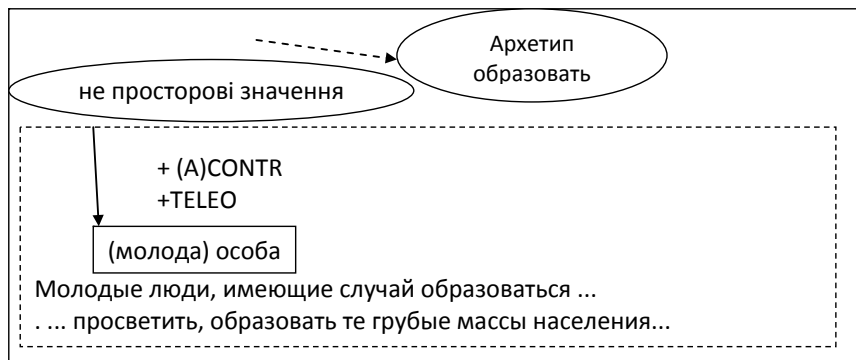 Архетип
образовать
не просторові значення
+ (A)CONTR
+TELEO
(молода) особа
Молодые люди, имеющие случай образоваться ...
. ... просветить, образовать те грубые массы населения...